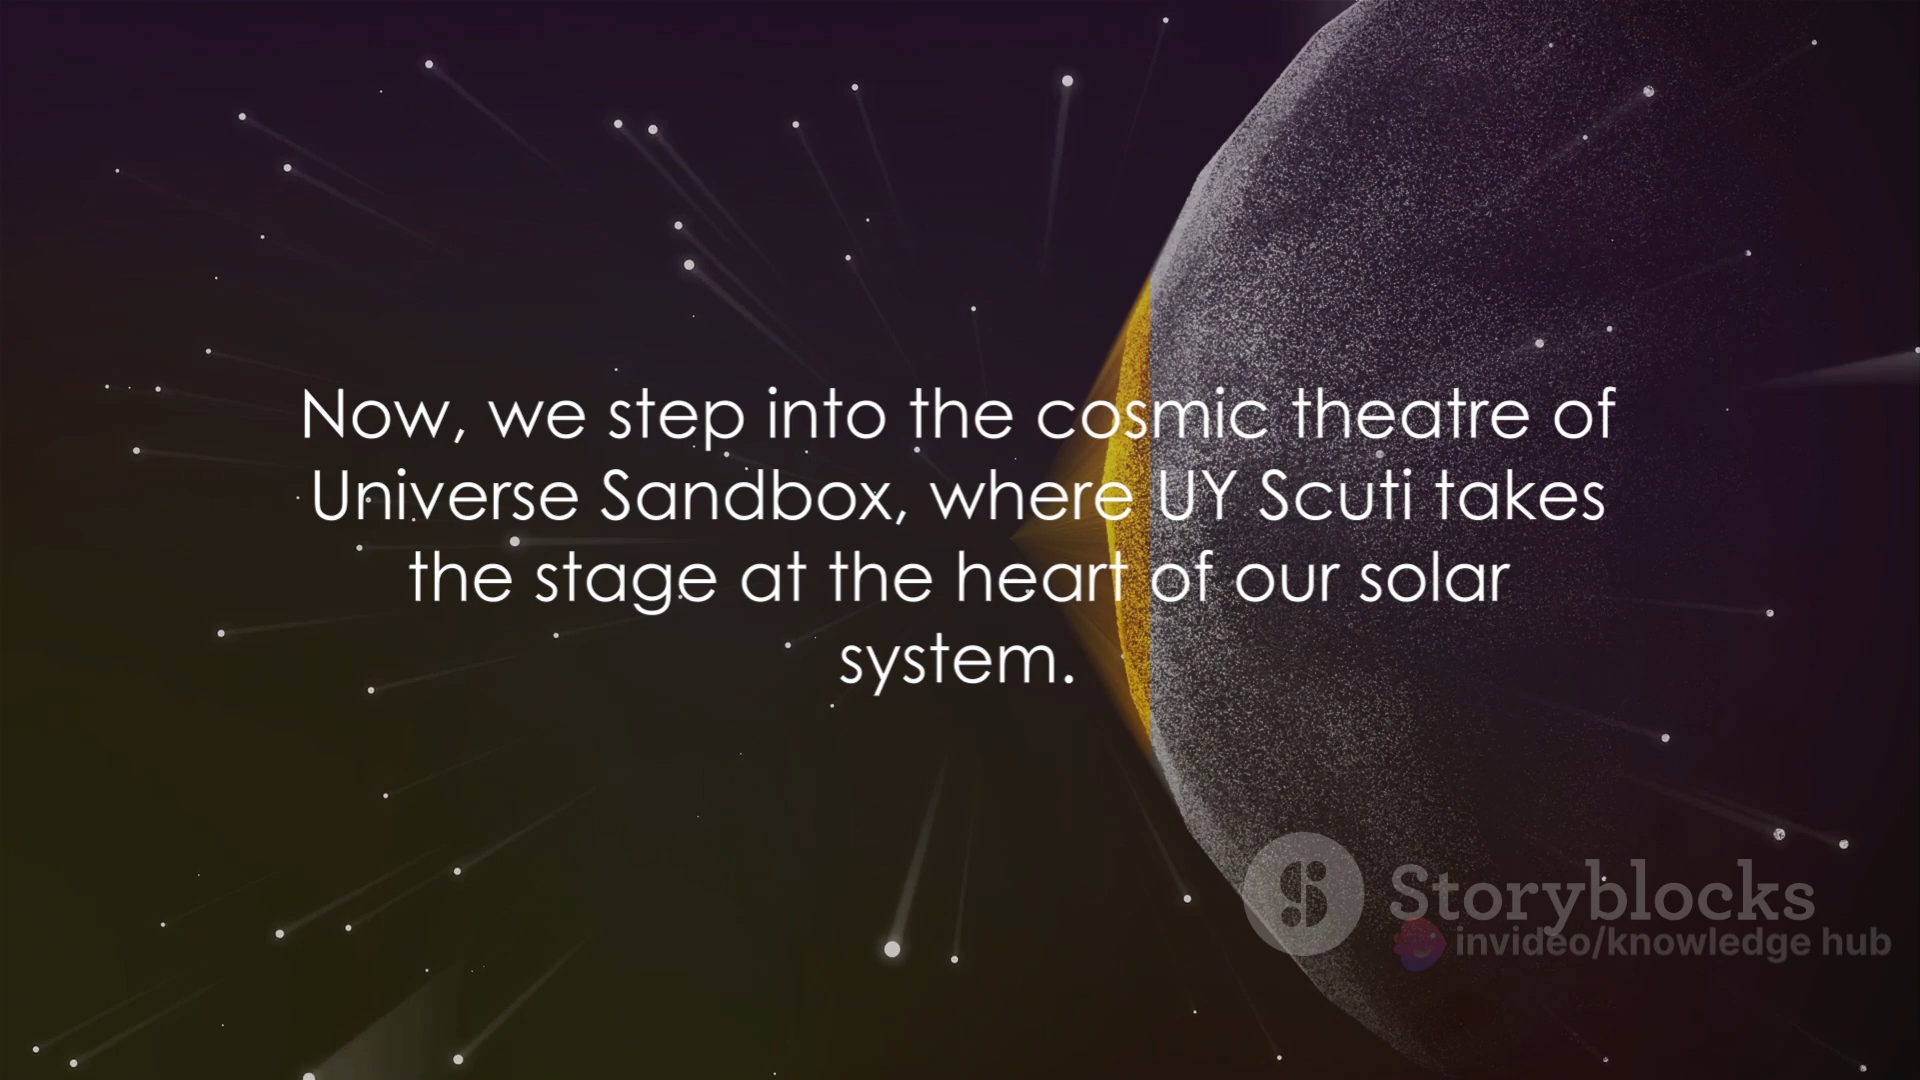 Now, we step into the cosmic theatre of
Universe Sandbox, where UY Scuti takes
the stage at the heart of our solar
system.
Storyblocks
invideo/knowledge hub